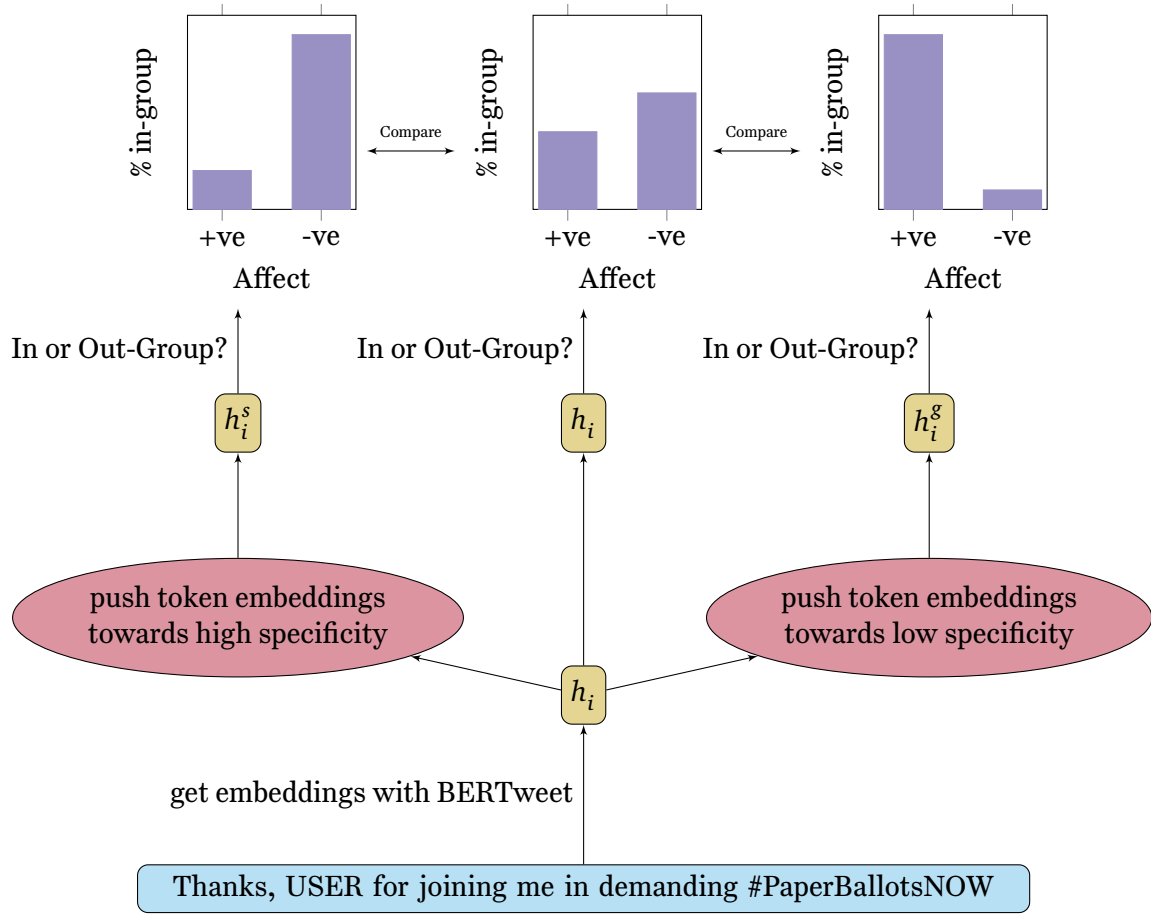 % in-group
% in-group
% in-group
Compare
Compare
+ve -ve
+ve -ve
+ve -ve
Affect
Affect
Affect
In or Out-Group?
In or Out-Group?
In or Out-Group?
h_i^s
h_i
h_i^g
push token embeddings
towards high specificity
push token embeddings
towards low specificity
h_i
get embeddings with BERTweet
Thanks, USER for joining me in demanding #PaperBallotsNOW